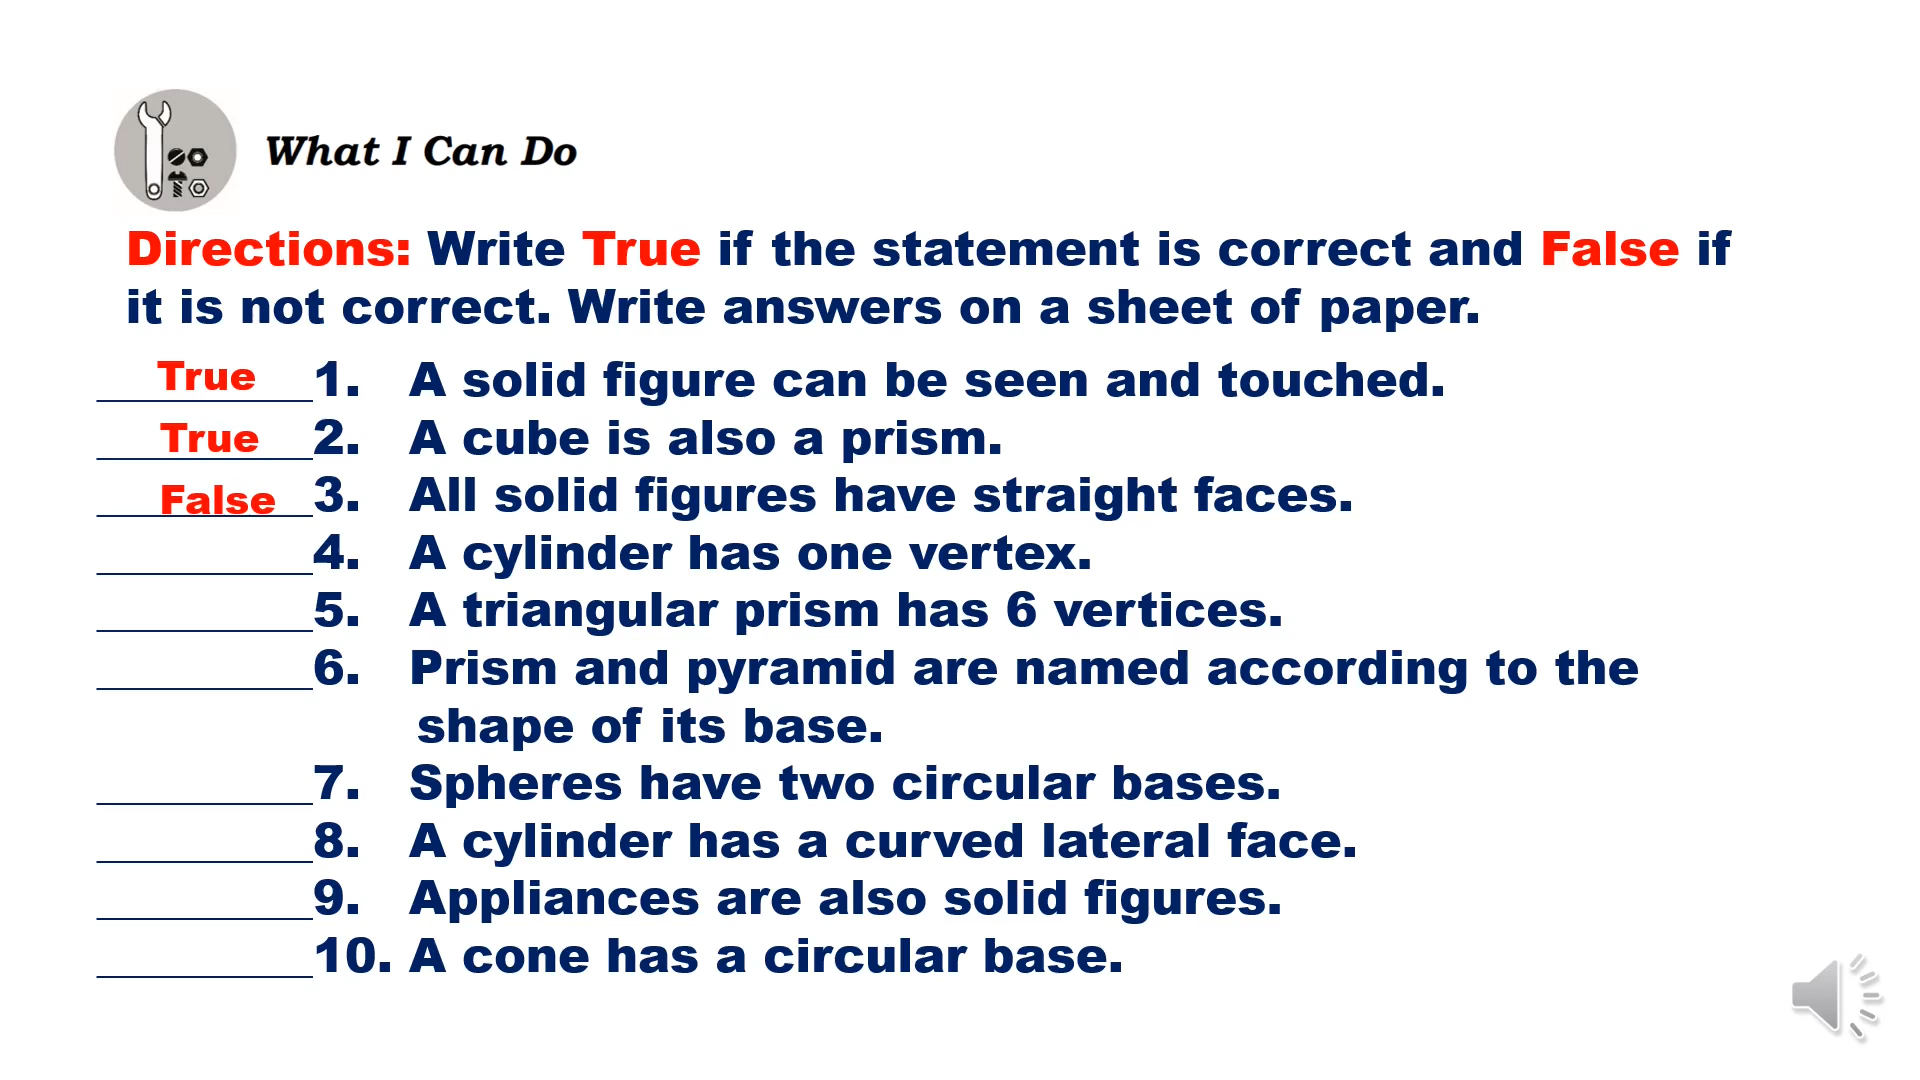 What I Can Do
Directions: Write True if the statement is correct and False if
it is not correct. Write answers on a sheet of paper.
True 1. A solid figure can be seen and touched.
True 2. A cube is also a prism.
False 3. All solid figures have straight faces.
4. A cylinder has one vertex.
5. A triangular prism has 6 vertices.
6. Prism and pyramid are named according to the
shape of its base.
7. Spheres have two circular bases.
8. A cylinder has a curved lateral face.
9. Appliances are also solid figures.
10. A cone has a circular base.